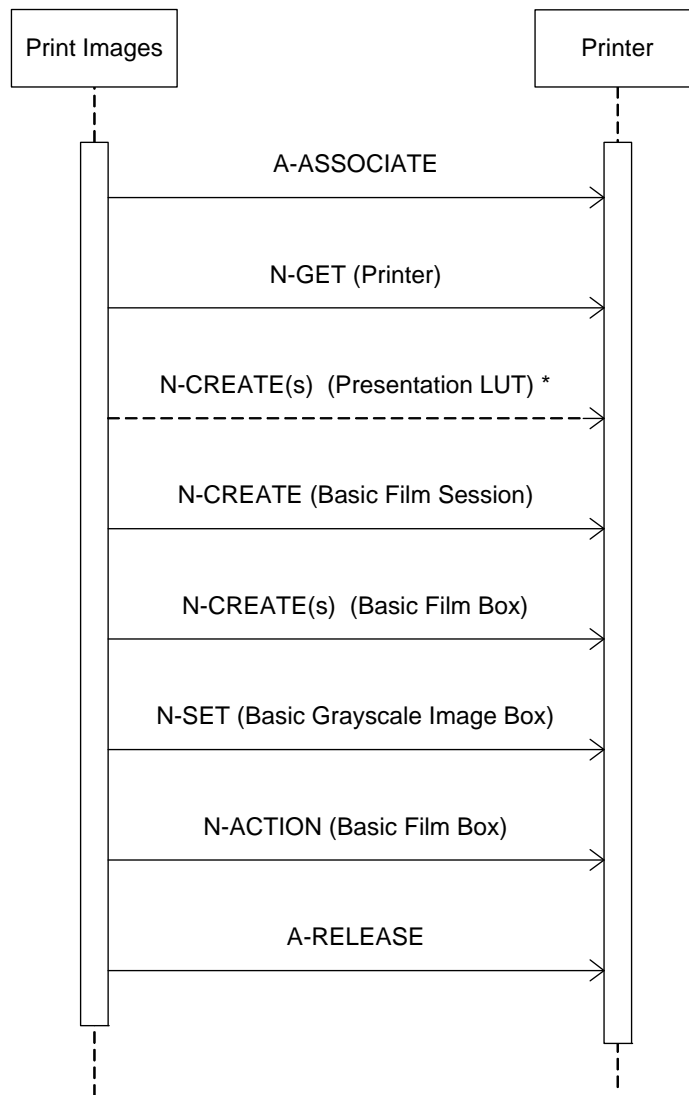 Print Images
Printer
A-ASSOCIATE
N-GET (Printer)
N-CREATE(s)  (Presentation LUT) *
N-CREATE (Basic Film Session)
N-CREATE(s)  (Basic Film Box)
N-SET (Basic Grayscale Image Box)
N-ACTION (Basic Film Box)
A-RELEASE